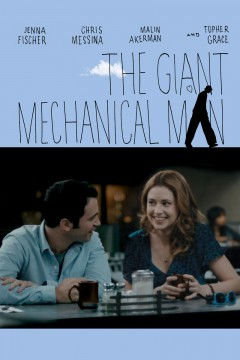 JENNA CHRIS MALIN TOPHER
FISCHER MESSINA AKERMAN AND GRACE
THE GIANT
MECHANICAL MAN